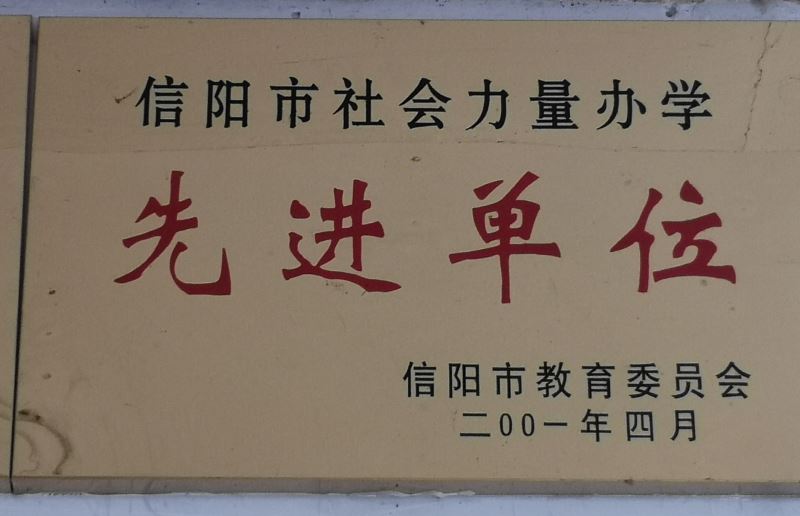 信阳市社会力量办学
先进单位
信阳市教育委员会
二00一年四月